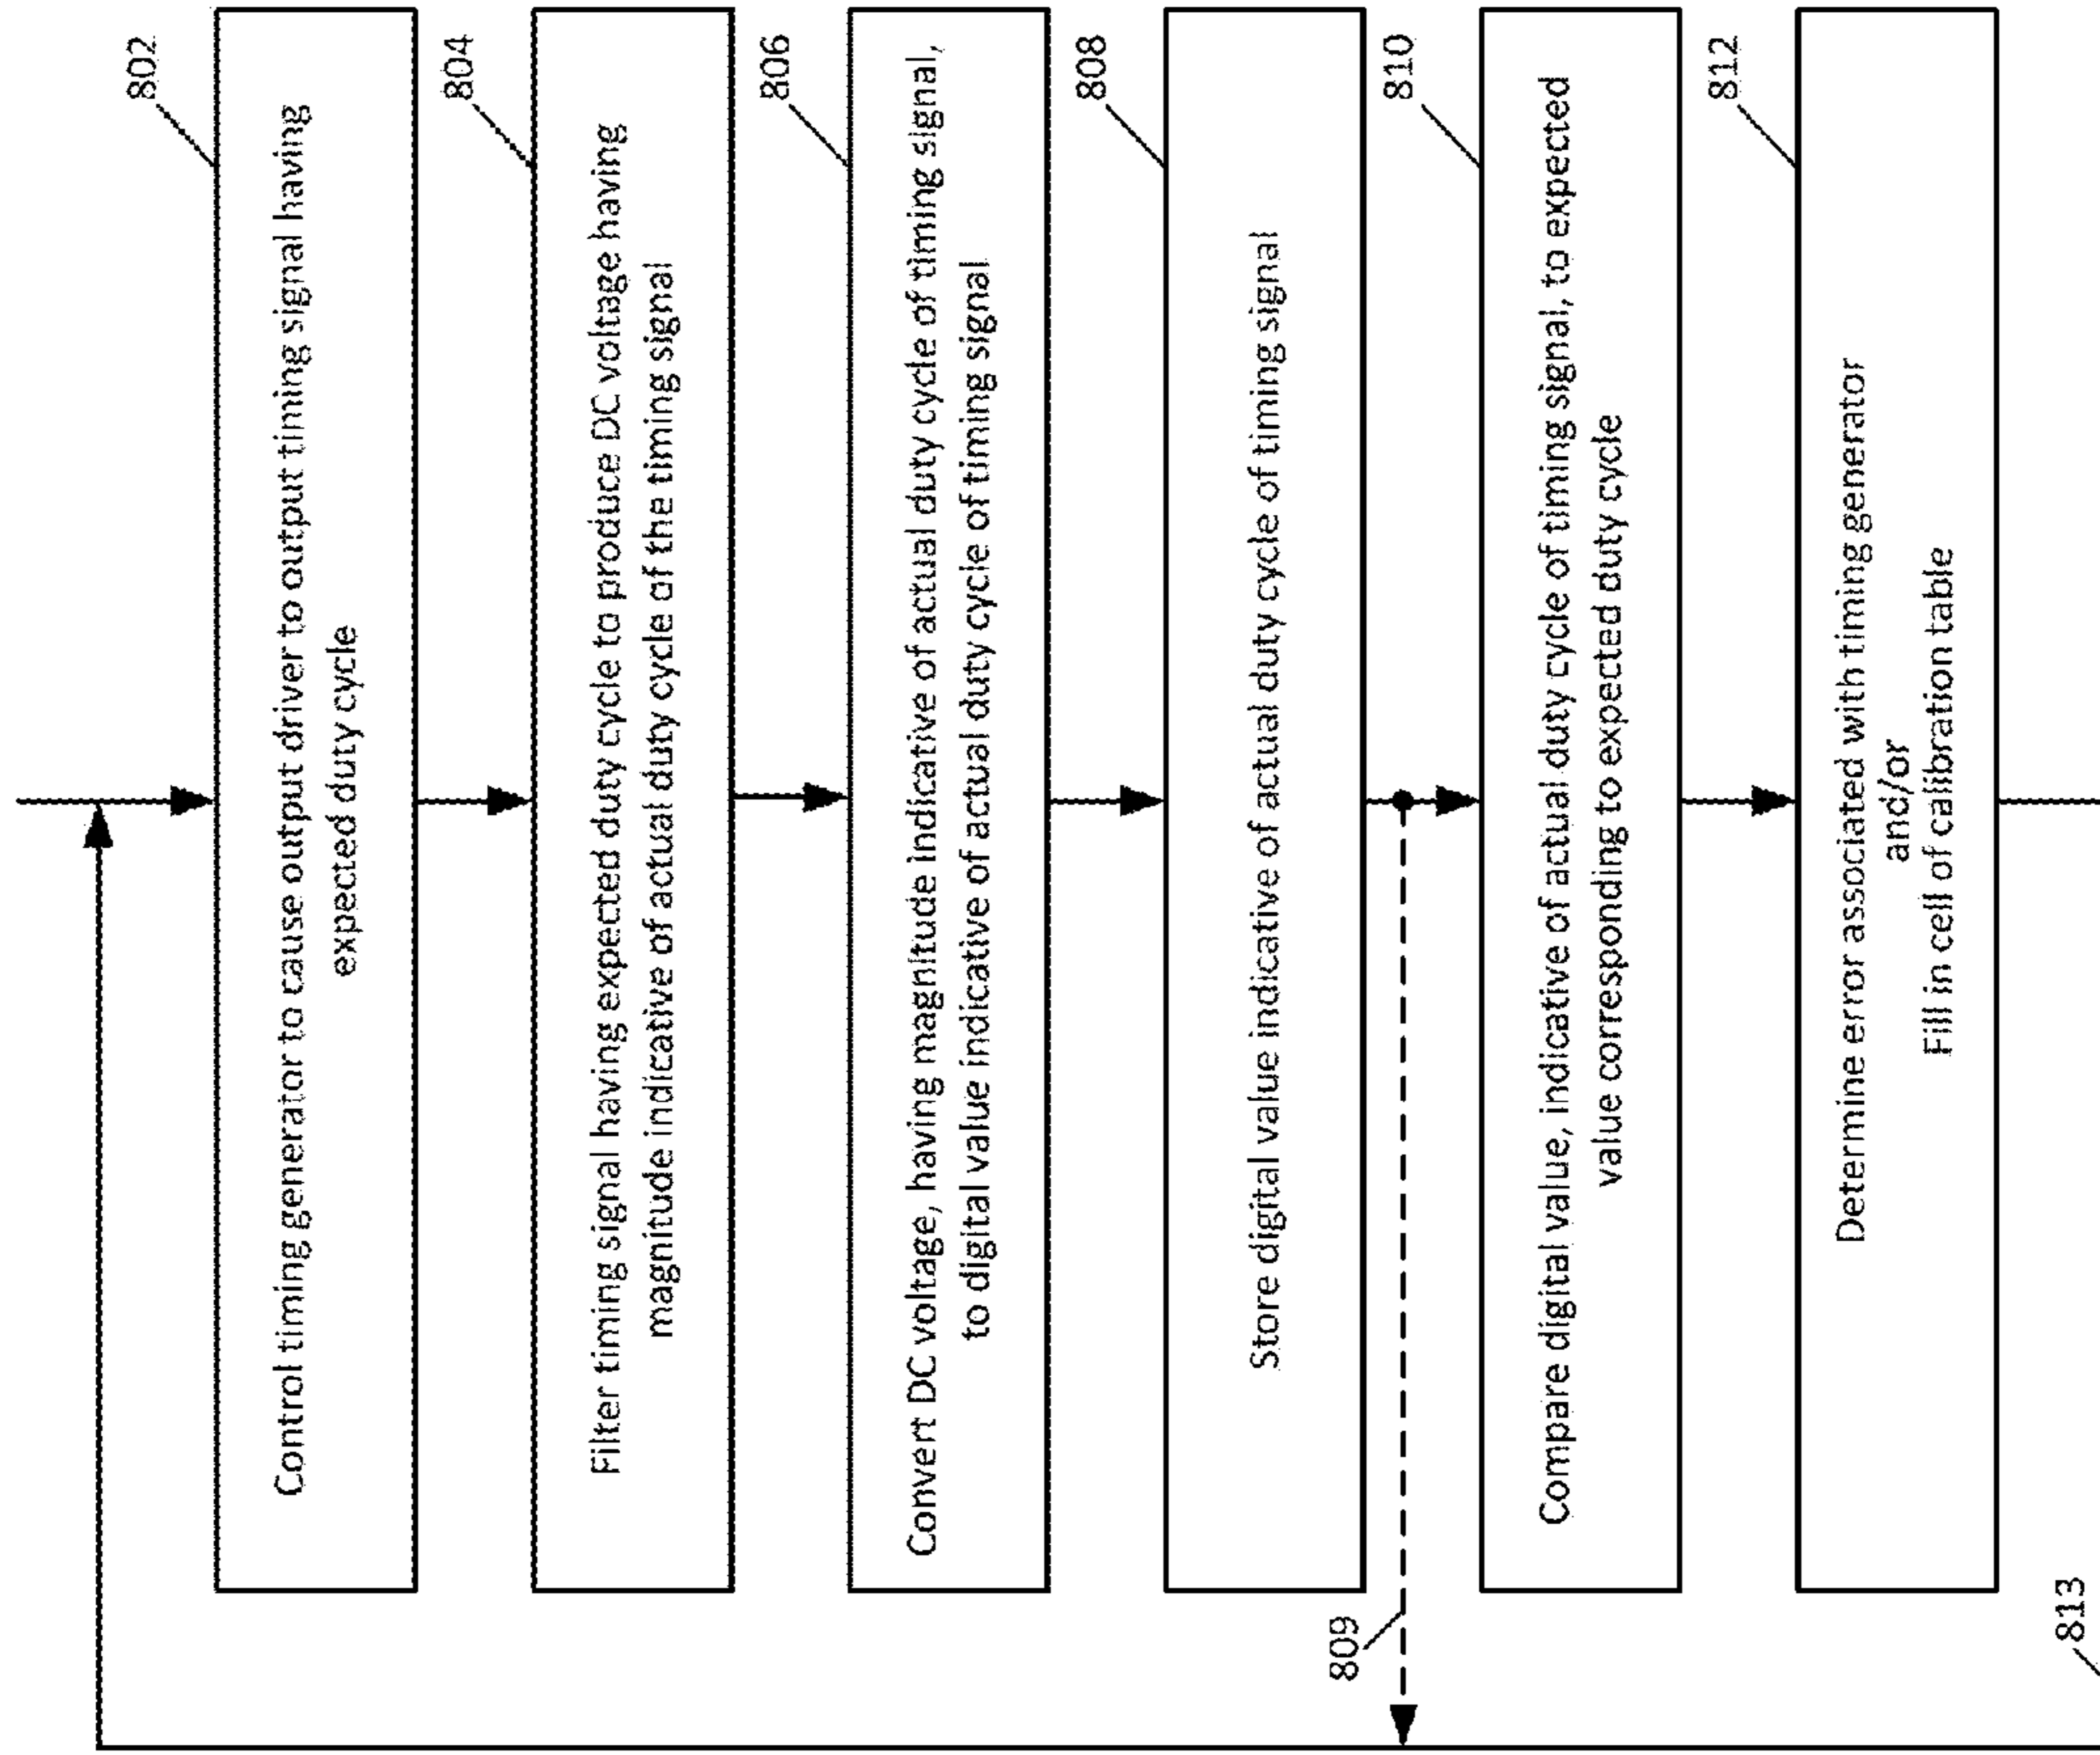 802
Control timing generator to cause output driver to output timing signal having
expected duty cycle
804
Filter timing signal having expected duty cycle to produce DC voltage having
magnitude indicative of actual duty cycle of the timing signal
806
Convert DC voltage, having magnitude indicative of actual duty cycle of timing signal,
to digital value indicative of actual duty cycle of timing signal
808
Store digital value indicative of actual duty cycle of timing signal
809
810
Compare digital value, indicative of actual duty cycle of timing signal, to expected
value corresponding to expected duty cycle
812
Determine error associated with timing generator
and/or
Fill in cell of calibration table
813